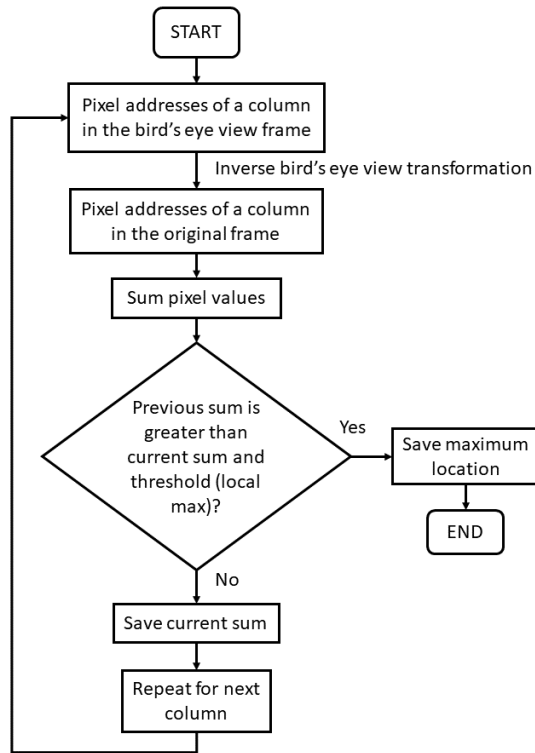 START
Pixel addresses of a column
in the bird's eye view frame
Inverse bird's eye view transformation
Pixel addresses of a column
in the original frame
Sum pixel values
Previous sum is
greater than
current sum and
threshold (local
max)?
Yes
Save maximum
location
END
No
Save current sum
Repeat for next
column